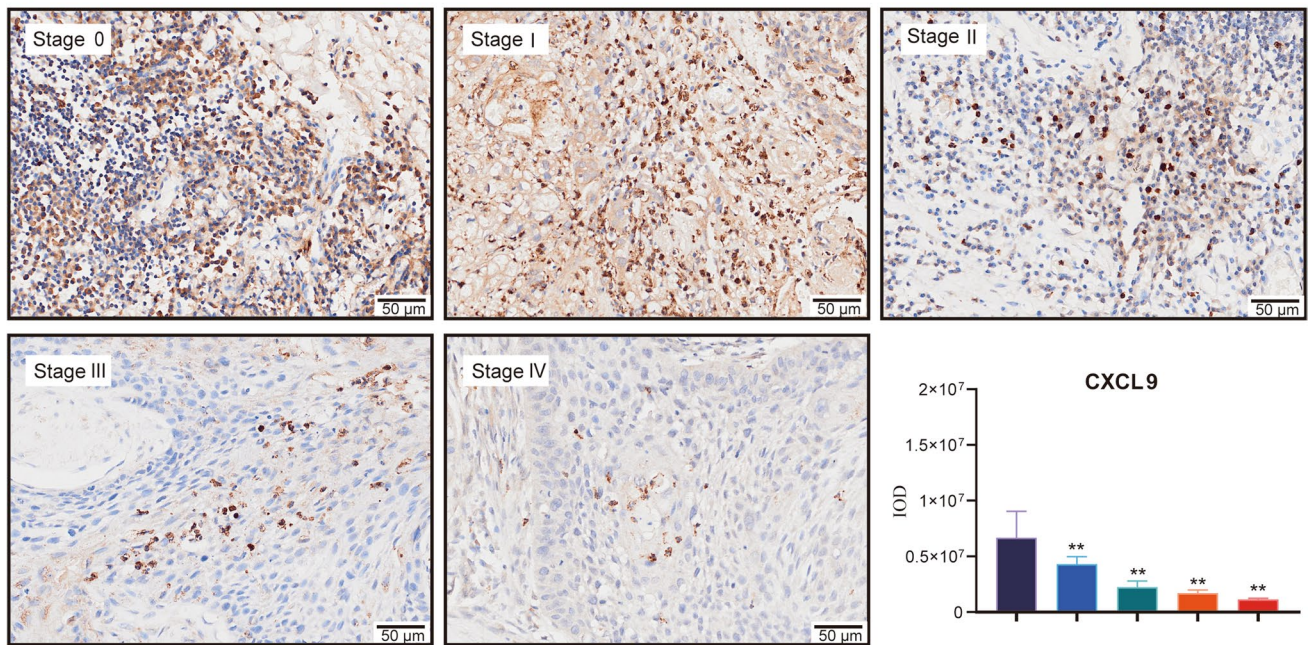 Stage 0
50 µm
Stage I
50 µm
Stage II
50 µm
Stage III
50 µm
Stage IV
50 µm
CXCL9
IOD
2×10⁷
1.5×10⁷
1×10⁷
0.5×10⁷
0
**
**
**
**